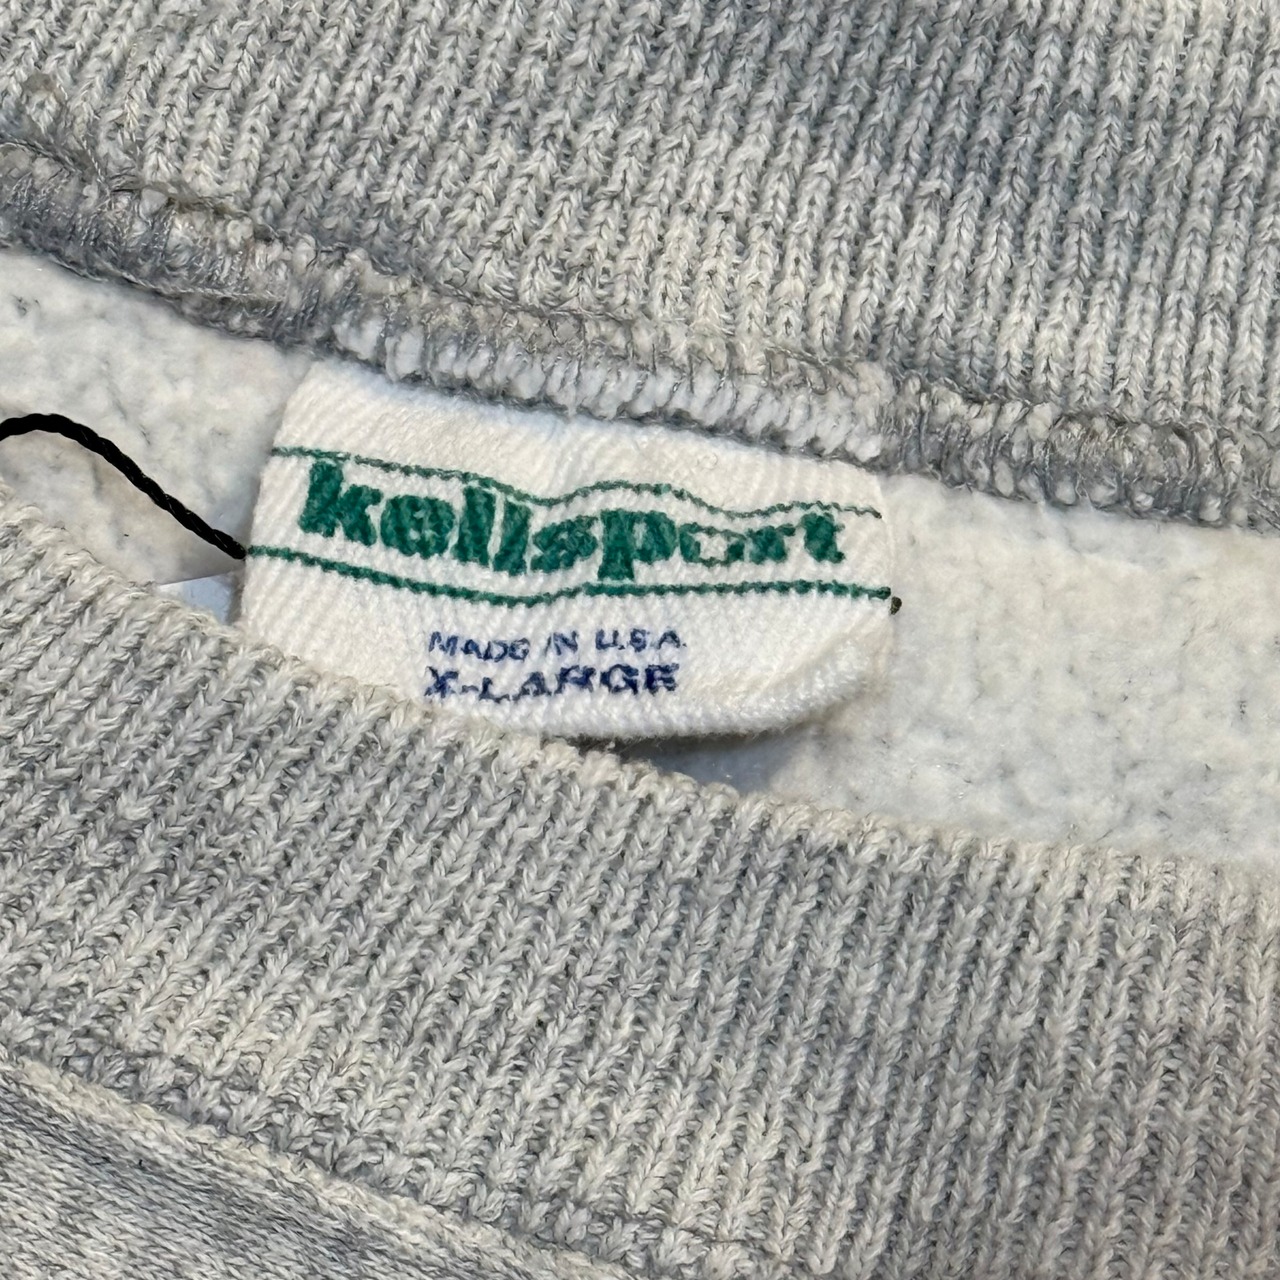 kellsport
MADE IN U.S.A.
X-LARGE